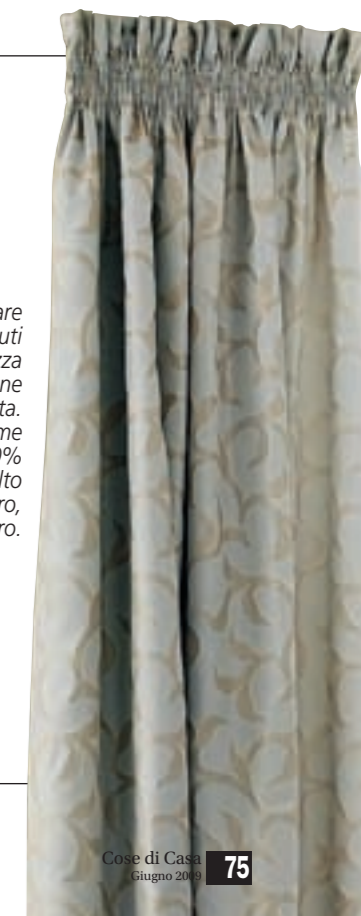 are
uti
zza
ne
ta.
me
0%
lto
ro,
ro.
Cose di Casa
Giugno 2009
75